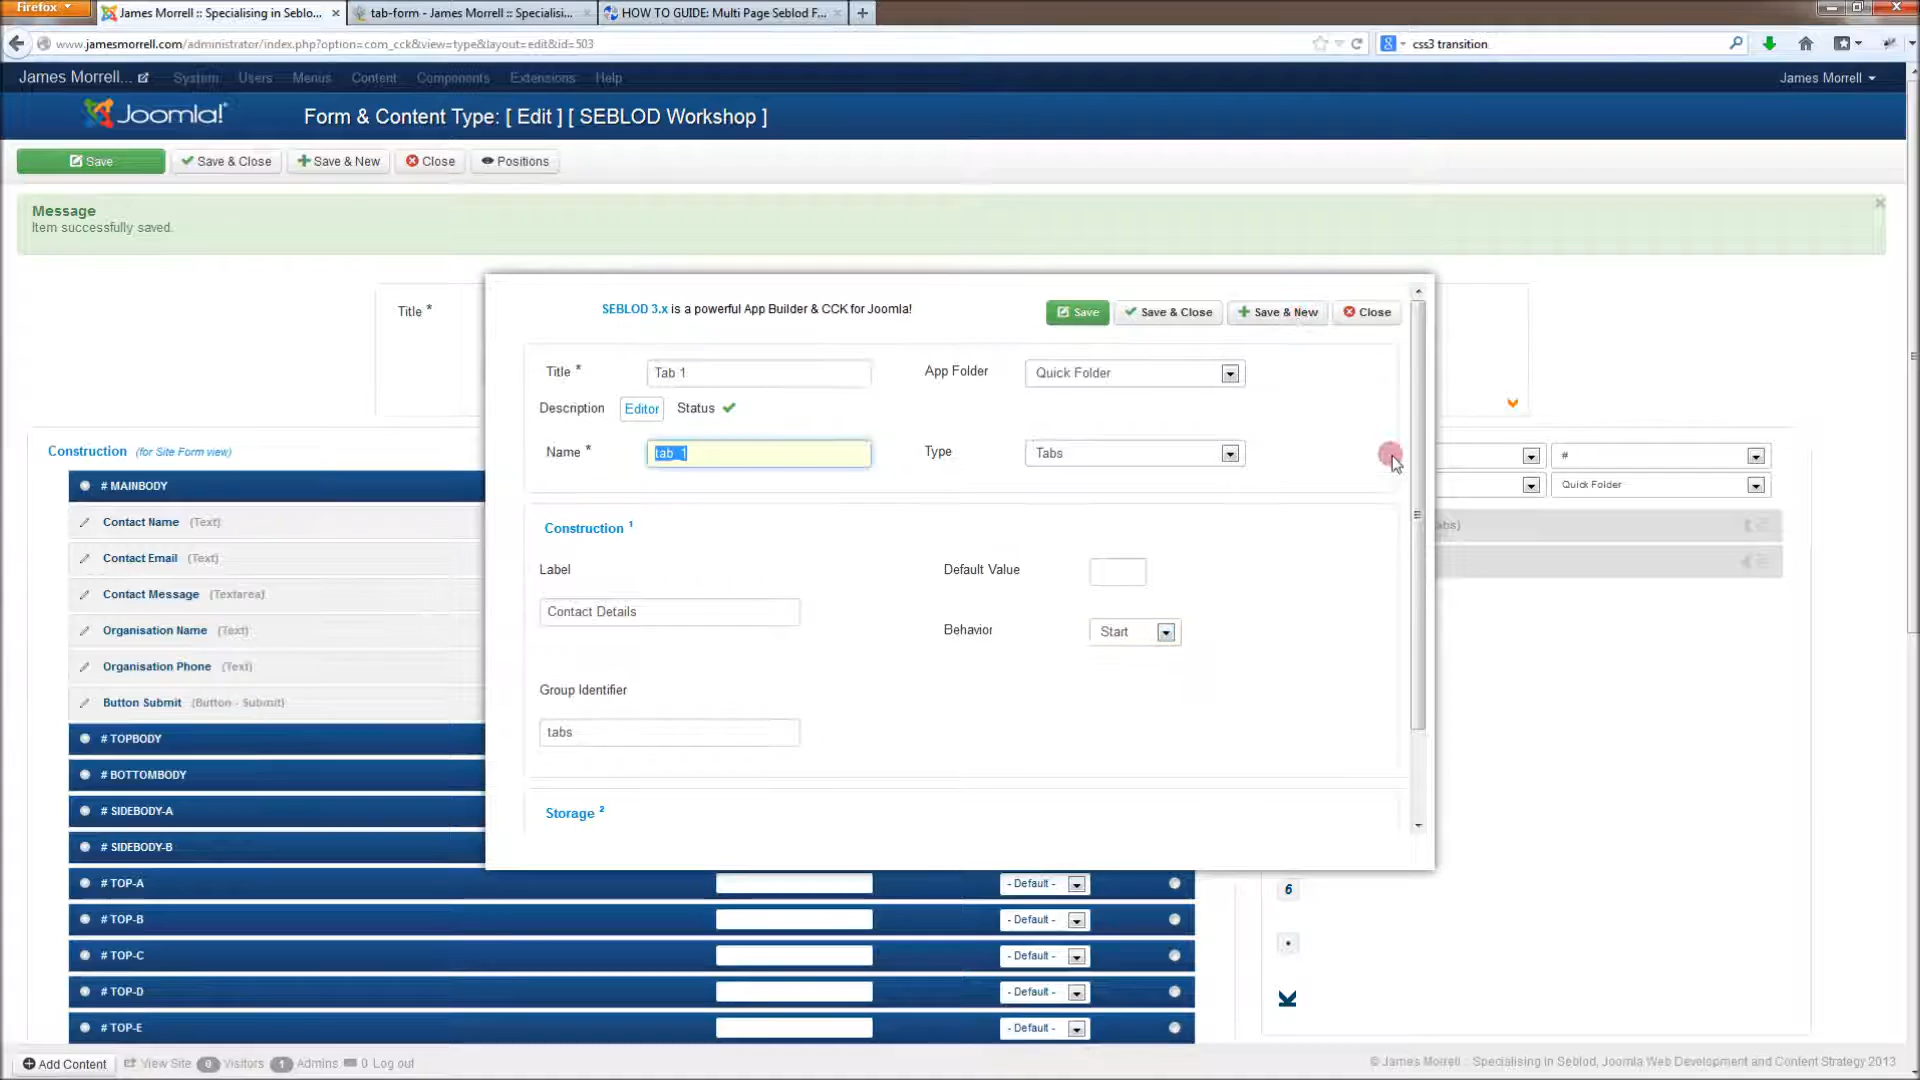 Firefox
James Morrell :: Specialising in Seblo...
tab-form - James Morrell :: Specialisi...
HOW TO GUIDE: Multi Page Seblod F...
www.jamesmorrell.com/administrator/index.php?option=com_cck&view=type&layout=edit&id=503
css3 transition
James Morrell...
System
Users
Menus
Content
Components
Extensions
Help
James Morrell
Joomla!
Form & Content Type: [ Edit ] [ SEBLOD Workshop ]
Save
Save & Close
Save & New
Close
Positions
Message
Item successfully saved.
Title *
SEBLOD 3.x is a powerful App Builder & CCK for Joomla!
Save
Save & Close
Save & New
Close
Title *
Tab 1
App Folder
Quick Folder
Description
Editor
Status
Name *
tab_1
Type
Tabs
Construction 1
Label
Default Value
Contact Details
Behavior
Start
Group Identifier
tabs
Storage 2
Construction (for Site Form view)
# MAINBODY
Contact Name (Text)
Contact Email (Text)
Contact Message (Textarea)
Organisation Name (Text)
Organisation Phone (Text)
Button Submit (Button - Submit)
# TOPBODY
# BOTTOMBODY
# SIDEBODY-A
# SIDEBODY-B
# TOP-A
- Default -
# TOP-B
- Default -
# TOP-C
- Default -
# TOP-D
- Default -
# TOP-E
- Default -
#
Quick Folder
6
K
Add Content
View Site
0
Visitors
1
Admins
0
Log out
© James Morrell :: Specialising in Seblod, Joomla Web Development and Content Strategy 2013